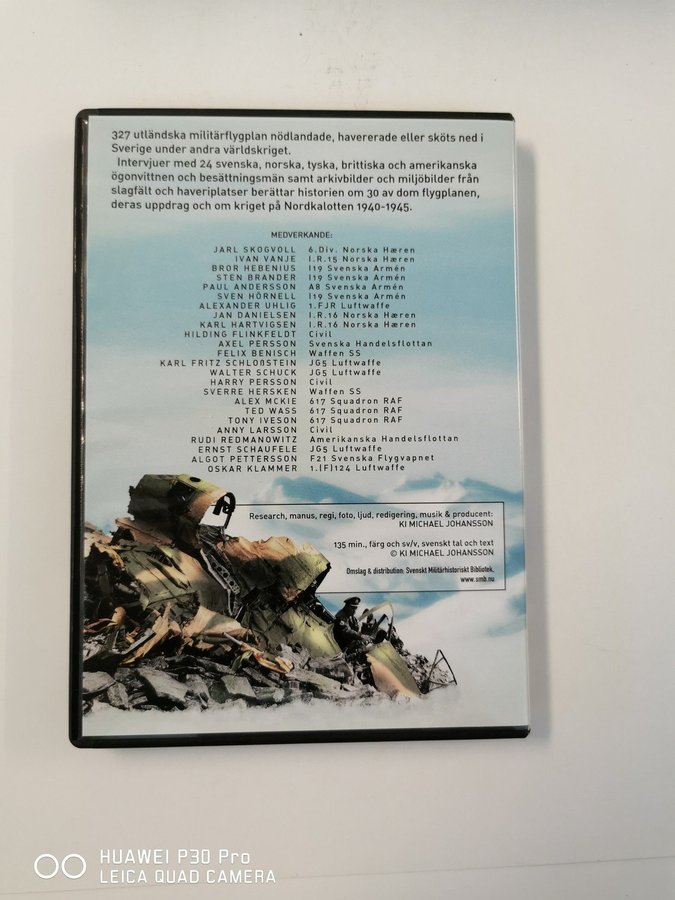 327 utländska militärflygplan nödlandade, havererade eller sköts ned i
Sverige under andra världskriget.
Intervjuer med 24 svenska, norska, tyska, brittiska och amerikanska
ögonvittnen och besättningsmän samt arkivbilder och miljöbilder från
slagfält och haveriplatser berättar historien om 30 av dom flygplanen,
deras uppdrag och om kriget på Nordkalotten 1940-1945.
MEDVERKANDE:
JARL SKOGVOLL 6.Div. Norska Hæren
IVAN VANJE I.R.15 Norska Hæren
BROR HEBENIUS I19 Svenska Armén
STEN BRANDER I19 Svenska Armén
PAUL ANDERSSON A8 Svenska Armén
SVEN HÖRNELL I19 Svenska Armén
ALEXANDER UHLIG 1.FJR Luftwaffe
JAN DANIELSEN I.R.16 Norska Hæren
KARL HARTVIGSEN I.R.16 Norska Hæren
HILDING FLINKFELDT Civil
AXEL PERSSON Svenska Handelsflottan
FELIX BENISCH Waffen SS
KARL FRITZ SCHLOßTEIN JG5 Luftwaffe
WALTER SCHUCK JG5 Luftwaffe
HARRY PERSSON Civil
SVERRE HERSKEN Waffen SS
ALEX MCKIE 617 Squadron RAF
TED WASS 617 Squadron RAF
TONY IVESON 617 Squadron RAF
ANNY LARSSON Civil
RUDI REDMANOWITZ Amerikanska Handelsflottan
ERNST SCHAUFELE JG5 Luftwaffe
ALGOT PETTERSSON F21 Svenska Flygvapnet
OSKAR KLAMMER 1.(F)124 Luftwaffe
Research, manus, regi, foto, ljud, redigering, musik & producent:
KI MICHAEL JOHANSSON
135 min., färg och sv/v, svenskt tal och text
© KI MICHAEL JOHANSSON
Omslag & distribution: Svenskt Militärhistoriskt Bibliotek.
www.smb.nu
HUAWEI P30 Pro
LEICA QUAD CAMERA